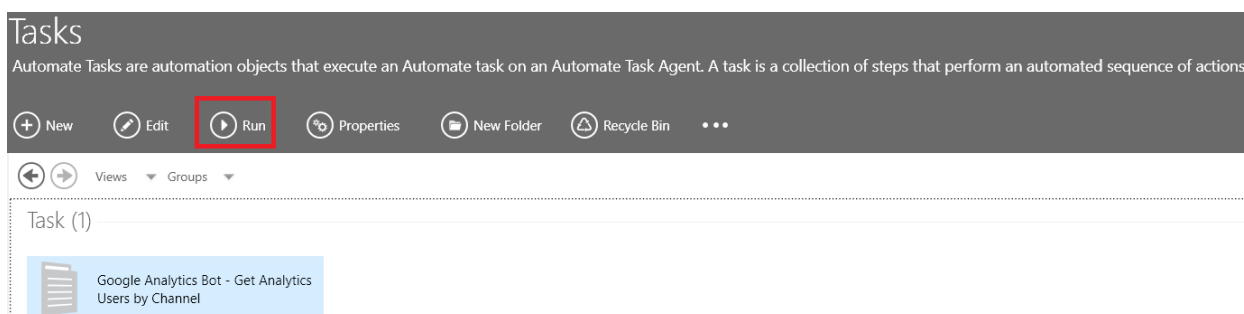 Tasks
Automate Tasks are automation objects that execute an Automate task on an Automate Task Agent. A task is a collection of steps that perform an automated sequence of actions
New Edit Run Properties New Folder Recycle Bin
Views Groups
Task (1)
Google Analytics Bot - Get Analytics
Users by Channel